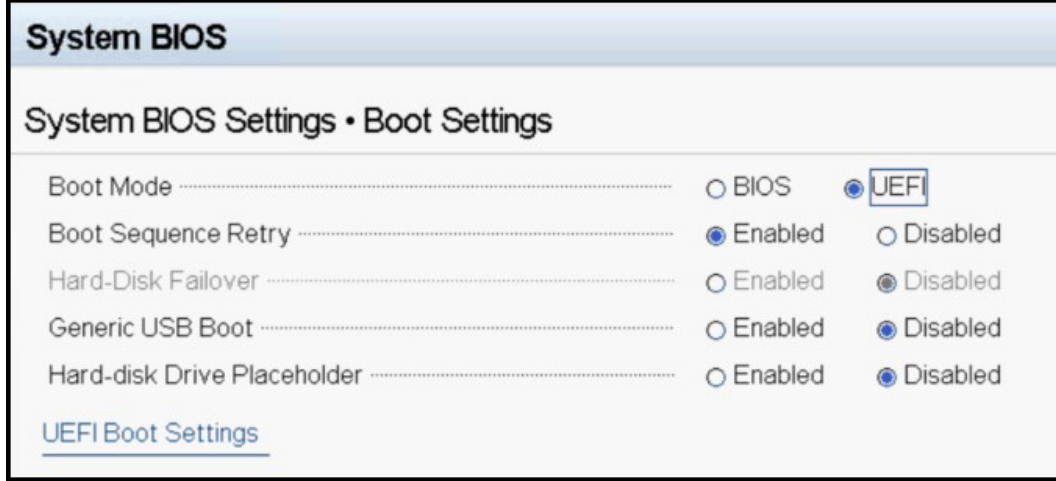 System BIOS
System BIOS Settings • Boot Settings
Boot Mode BIOS UEFI
Boot Sequence Retry Enabled Disabled
Hard-Disk Failover Enabled Disabled
Generic USB Boot Enabled Disabled
Hard-disk Drive Placeholder Enabled Disabled
UEFI Boot Settings